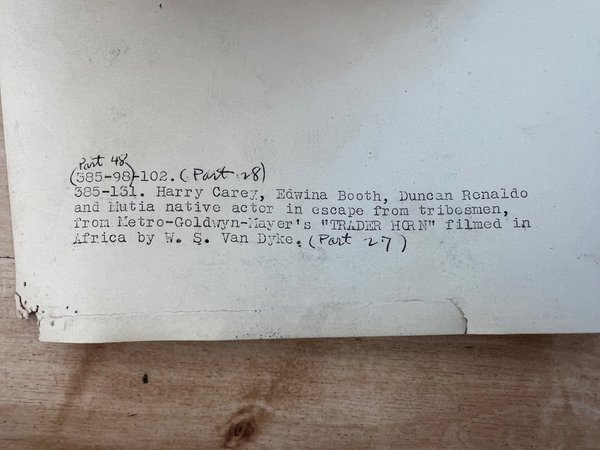 Part 48
(385-98)-102. (Part 28)
385-131. Harry Carey, Edwina Booth, Duncan Ronaldo
and Mutia native actor in escape from tribesmen,
from Metro-Goldwyn-Mayer's "TRADER HORN" filmed in
Africa by W. S. Van Dyke. (Part 27)